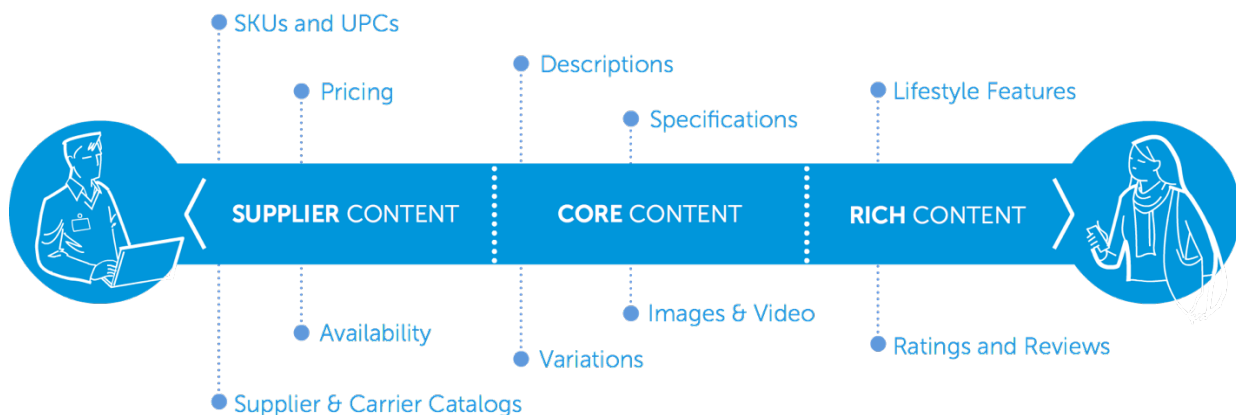 SKUs and UPCs
Descriptions
Pricing
Lifestyle Features
Specifications
SUPPLIER CONTENT
CORE CONTENT
RICH CONTENT
Images & Video
Availability
Ratings and Reviews
Variations
Supplier & Carrier Catalogs